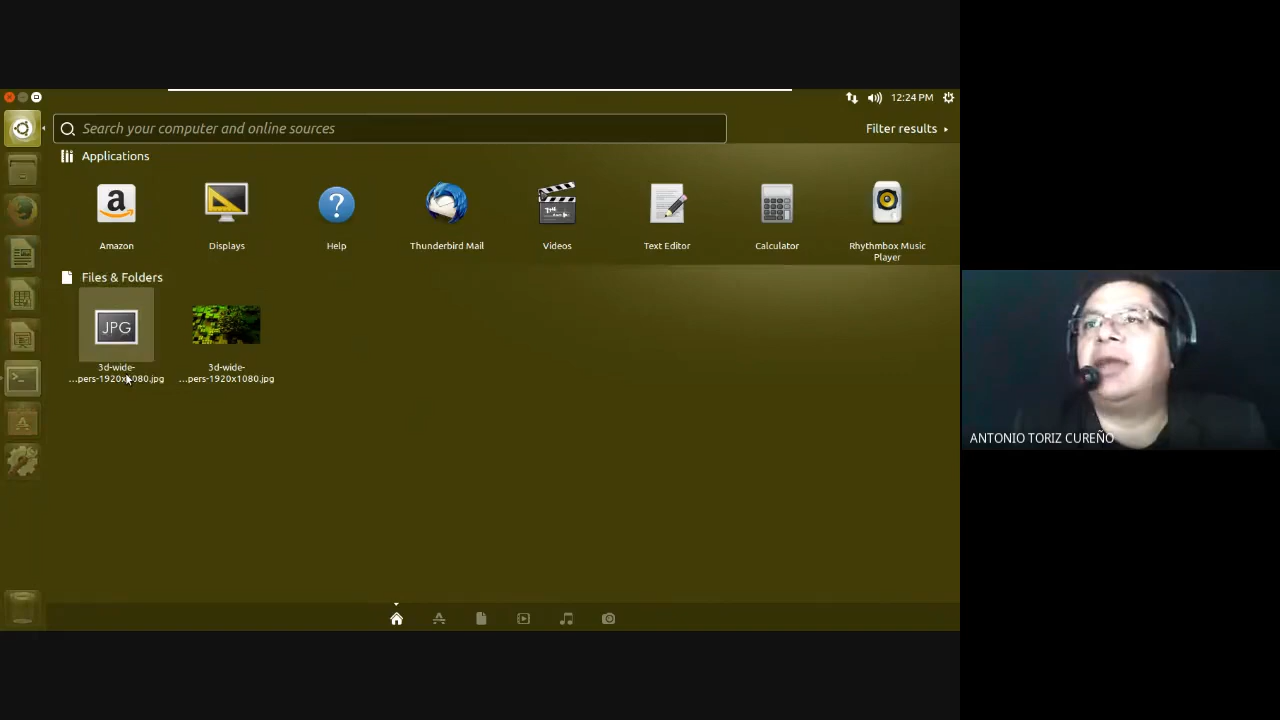 12:24 PM
Search your computer and online sources
Filter results
Applications
a
?
Amazon
Displays
Help
Thunderbird Mail
Videos
Text Editor
Calculator
Rhythmbox Music
Player
Files & Folders
JPG
3d-wide-
...pers-1920x1080.jpg
3d-wide-
...pers-1920x1080.jpg
ANTONIO TORIZ CUREÑO